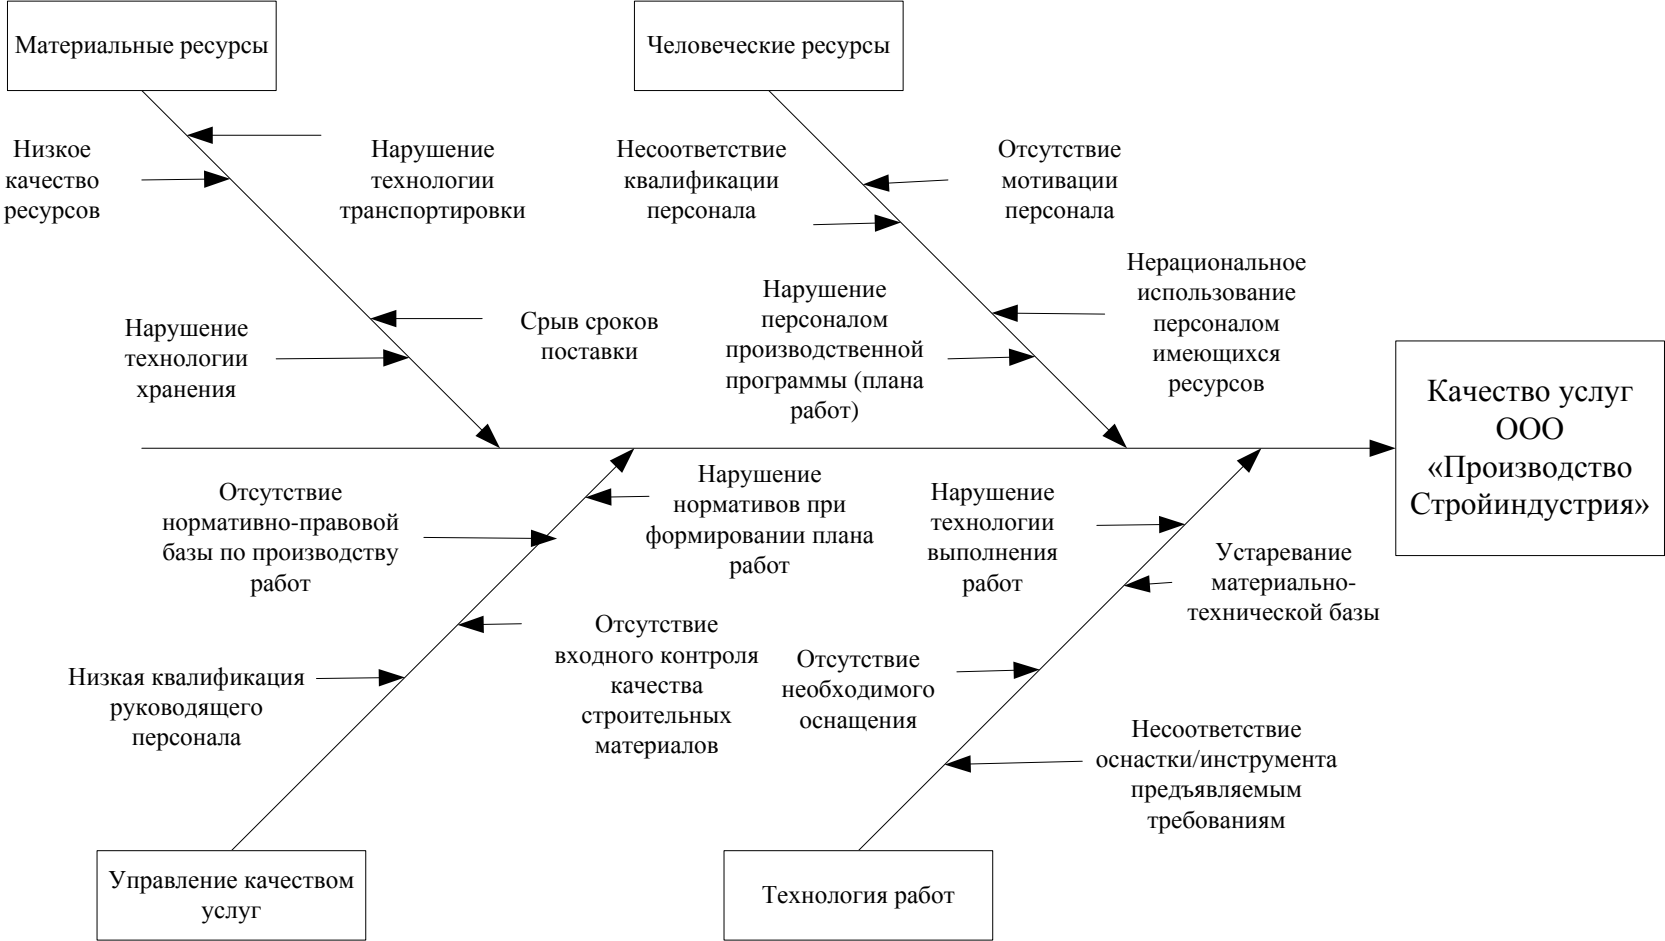 Материальные ресурсы
Человеческие ресурсы
Низкое
качество
ресурсов
Нарушение
технологии
транспортировки
Несоответствие
квалификации
персонала
Отсутствие
мотивации
персонала
Нарушение
технологии
хранения
Срыв сроков
поставки
Нарушение
персоналом
производственной
программы (плана
работ)
Нерациональное
использование
персоналом
имеющихся
ресурсов
Качество услуг
ООО
«Производство
Стройиндустрия»
Отсутствие
нормативно-правовой
базы по производству
работ
Нарушение
нормативов при
формировании плана
работ
Нарушение
технологии
выполнения
работ
Устаревание
материально-
технической базы
Низкая квалификация
руководящего
персонала
Отсутствие
входного контроля
качества
строительных
материалов
Отсутствие
необходимого
оснащения
Несоответствие
оснастки/инструмента
предъявляемым
требованиям
Управление качеством
услуг
Технология работ